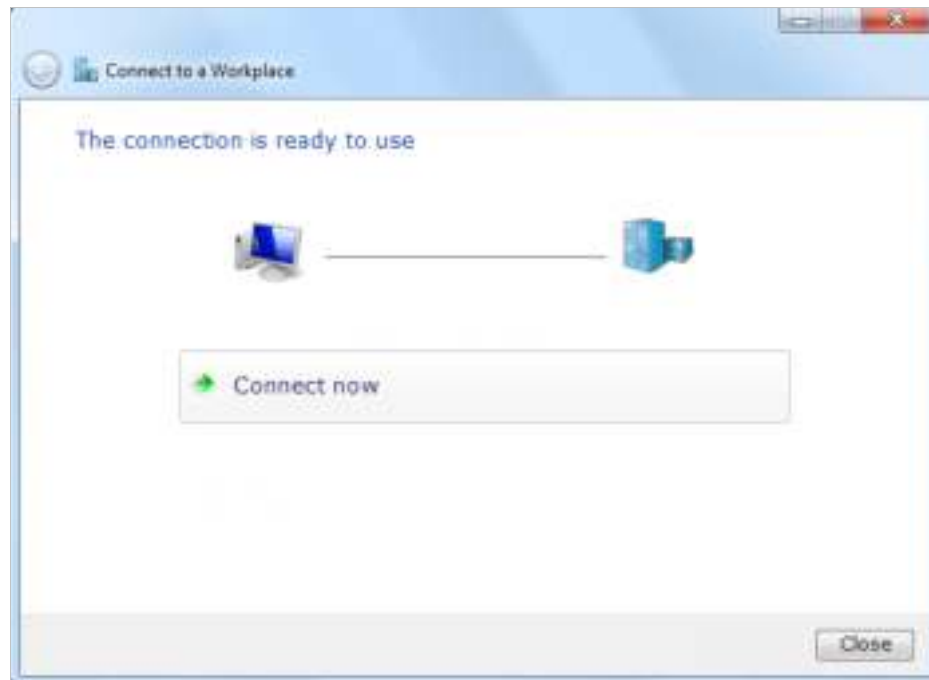 Connect to a Workplace
The connection is ready to use
Connect now
Close